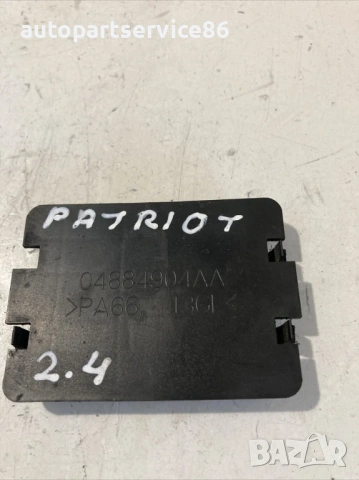 autopartservice86
PATRIOT
04884904AA
>PA66
2.4
BAZAR